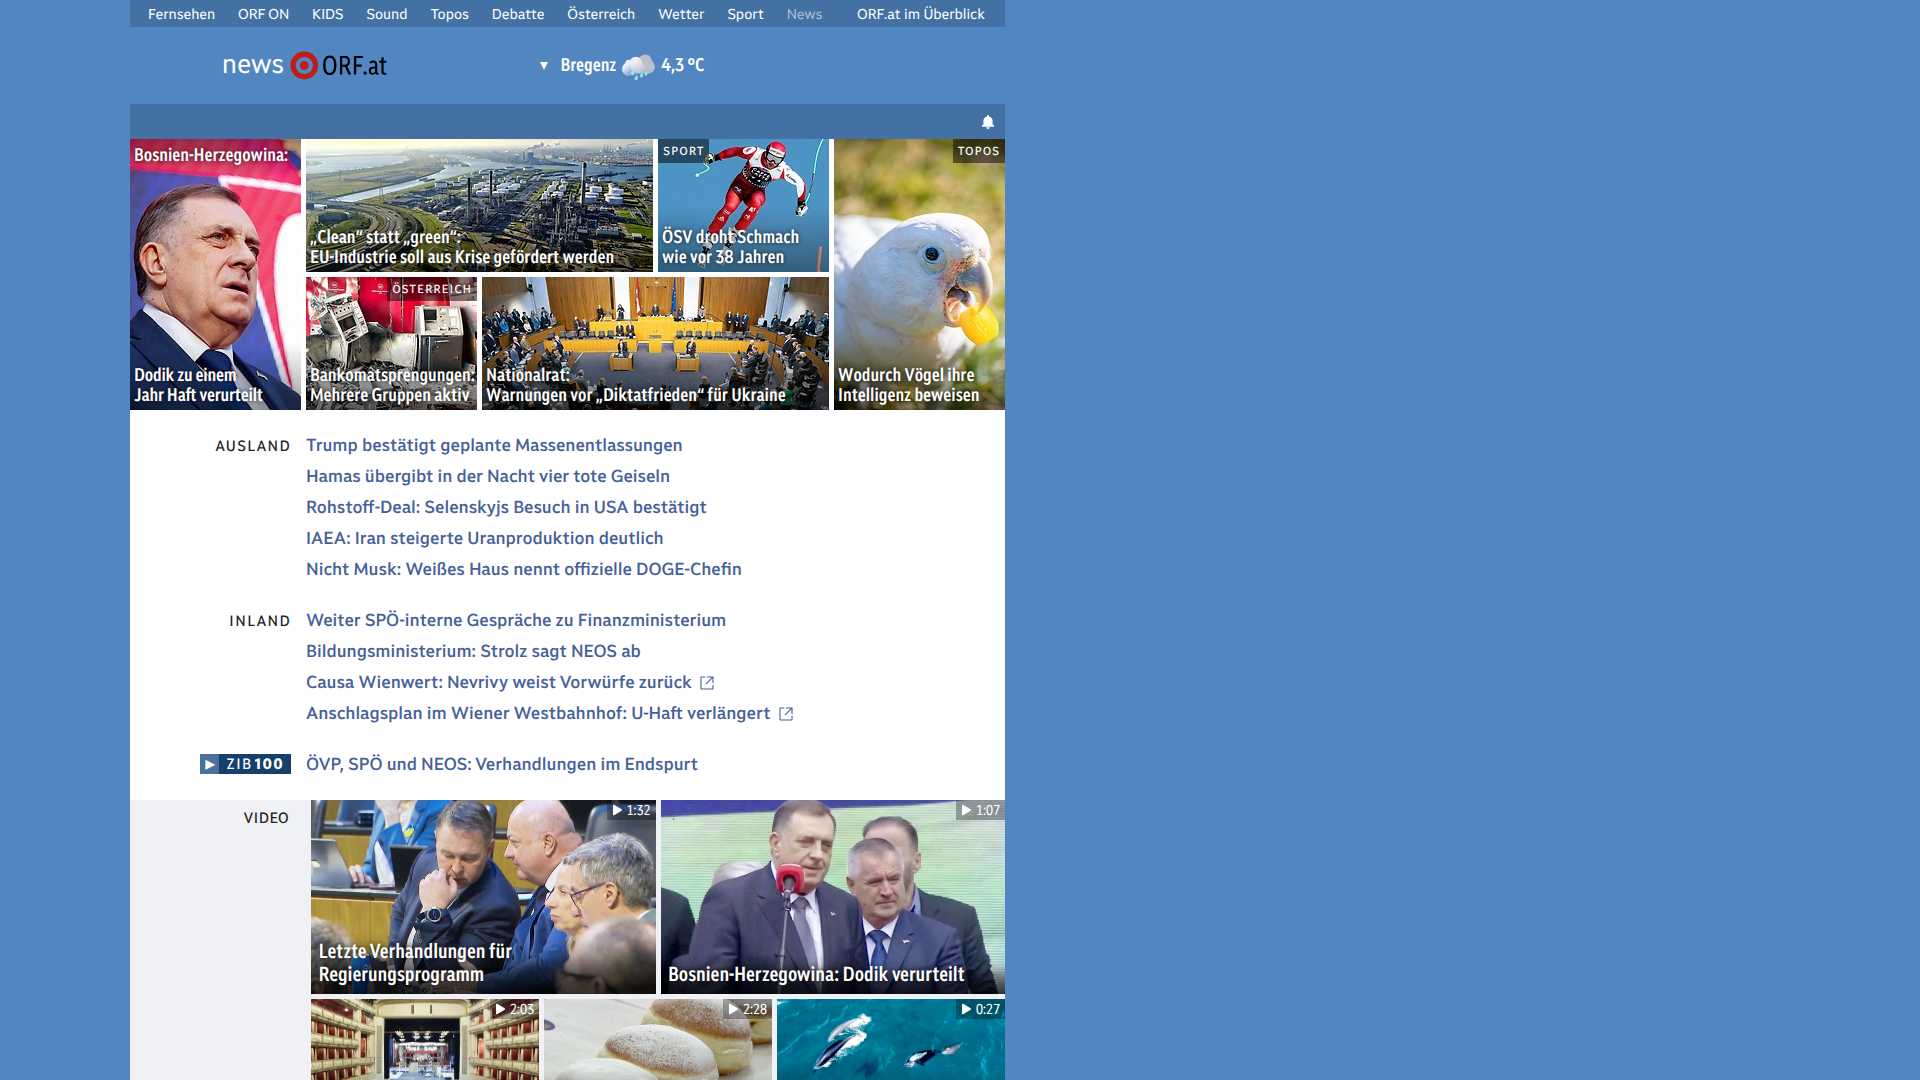 Fernsehen ORF ON KIDS Sound Topos Debatte Österreich Wetter Sport News ORF.at im Überblick
news ORF.at
Bregenz 4,3 °C
Bosnien-Herzegowina:
Dodik zu einem
Jahr Haft verurteilt
„Clean“ statt „green“:
EU-Industrie soll aus Krise gefördert werden
SPORT
ÖSV droht Schmach
wie vor 38 Jahren
TOPOS
Wodurch Vögel ihre
Intelligenz beweisen
ÖSTERREICH
Bankomatsprengungen:
Mehrere Gruppen aktiv
Nationalrat:
Warnungen vor „Diktatfrieden“ für Ukraine
AUSLAND
Trump bestätigt geplante Massenentlassungen
Hamas übergibt in der Nacht vier tote Geiseln
Rohstoff-Deal: Selenskyjs Besuch in USA bestätigt
IAEA: Iran steigerte Uranproduktion deutlich
Nicht Musk: Weißes Haus nennt offizielle DOGE-Chefin
INLAND
Weiter SPÖ-interne Gespräche zu Finanzministerium
Bildungsministerium: Strolz sagt NEOS ab
Causa Wienwert: Nevrivy weist Vorwürfe zurück
Anschlagsplan im Wiener Westbahnhof: U-Haft verlängert
ZIB100
ÖVP, SPÖ und NEOS: Verhandlungen im Endspurt
VIDEO
1:32
Letzte Verhandlungen für
Regierungsprogramm
1:07
Bosnien-Herzegowina: Dodik verurteilt
2:03
2:28
0:27